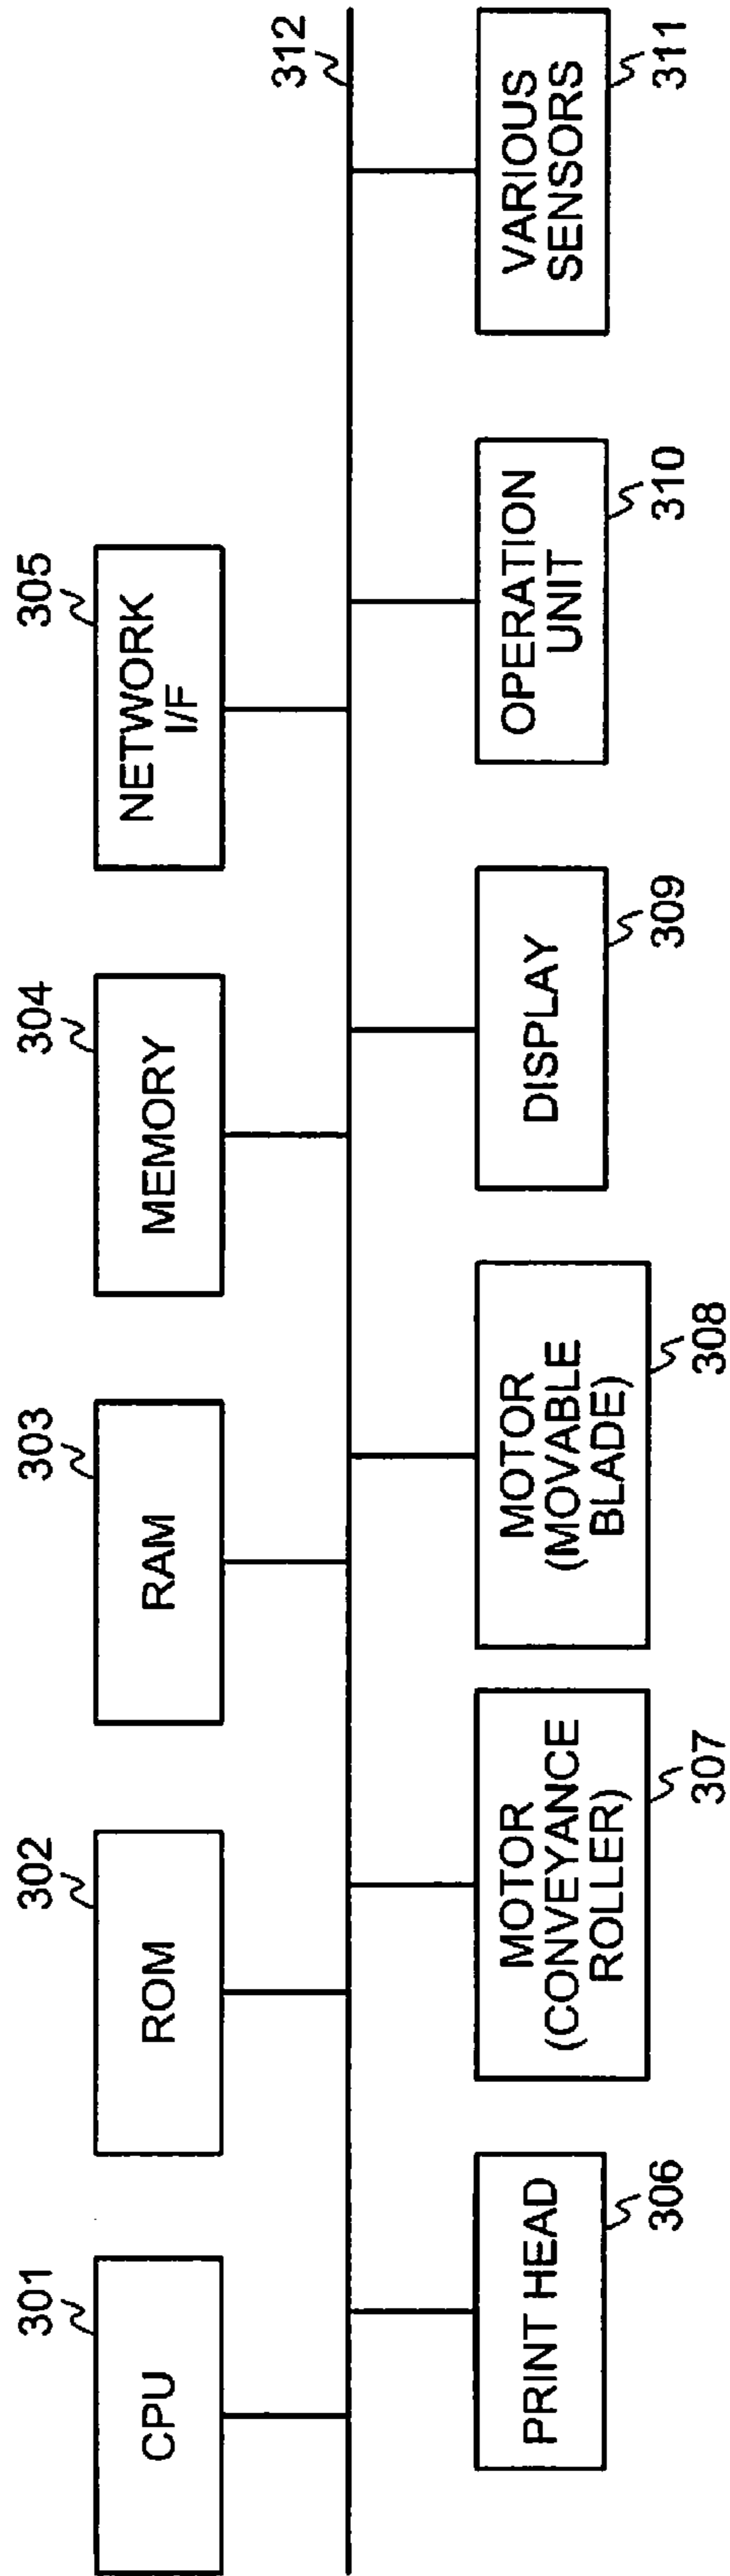 301
302
303
304
305
CPU
ROM
RAM
MEMORY
NETWORK
I/F
312
PRINT HEAD
MOTOR
(CONVEYANCE
ROLLER)
MOTOR
(MOVABLE
BLADE)
DISPLAY
OPERATION
UNIT
VARIOUS
SENSORS
306
307
308
309
310
311